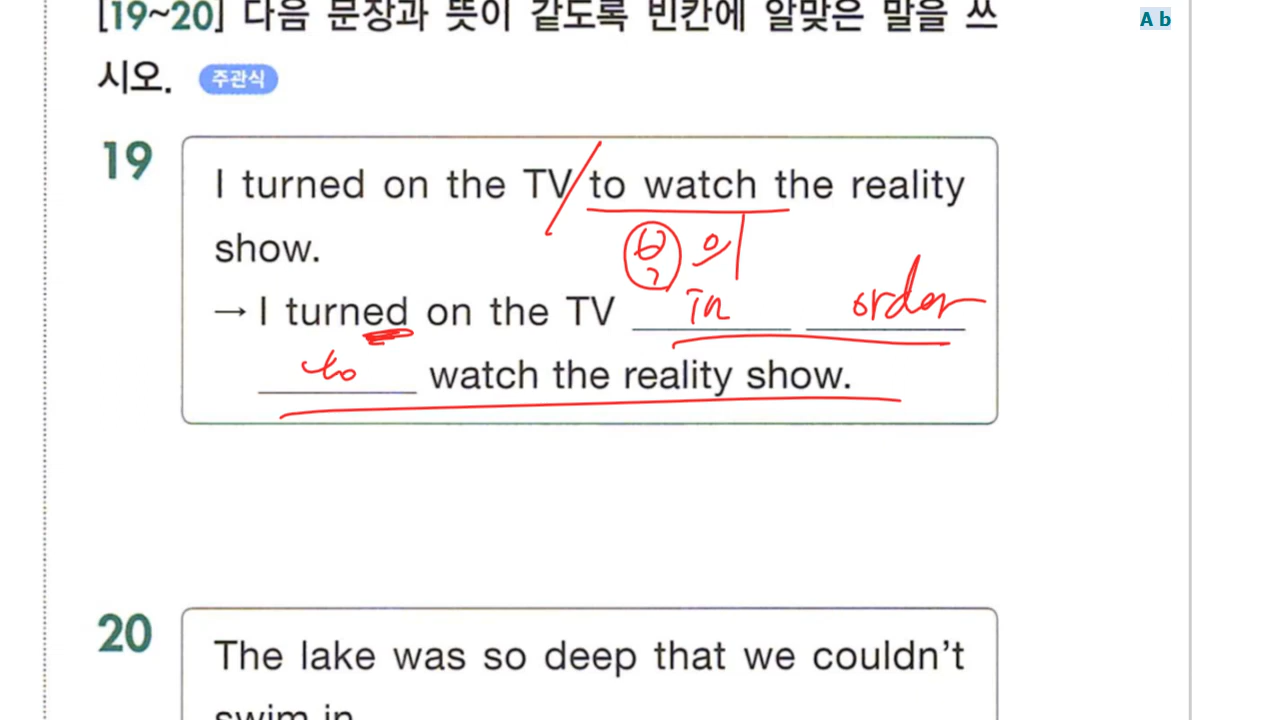 [19~20] 다음 문장과 뜻이 같도록 빈칸에 알맞은 말을 쓰
A b
시오. 주관식
19
I turned on the TV to watch the reality
show.
→ I turned on the TV in order
to watch the reality show.
20
The lake was so deep that we couldn't
swim in